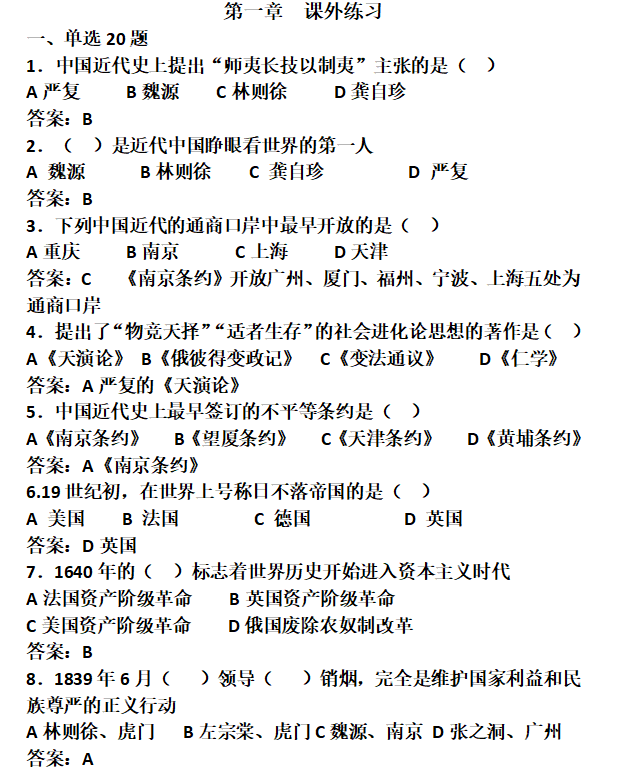 第一章 课外练习
一、单选 20 题
1．中国近代史上提出“师夷长技以制夷”主张的是（ ）
A 严复 B 魏源 C 林则徐 D 龚自珍
答案：B
2．（ ）是近代中国睁眼看世界的第一人
A 魏源 B 林则徐 C 龚自珍 D 严复
答案：B
3．下列中国近代的通商口岸中最早开放的是（ ）
A 重庆 B 南京 C 上海 D 天津
答案：C 《南京条约》开放广州、厦门、福州、宁波、上海五处为
通商口岸
4．提出了“物竞天择”“适者生存”的社会进化论思想的著作是（ ）
A《天演论》 B《俄彼得变政记》 C《变法通议》 D《仁学》
答案：A 严复的《天演论》
5．中国近代史上最早签订的不平等条约是（ ）
A《南京条约》 B《望厦条约》 C《天津条约》 D《黄埔条约》
答案：A《南京条约》
6.19 世纪初，在世界上号称日不落帝国的是（ ）
A 美国 B 法国 C 德国 D 英国
答案：D 英国
7．1640 年的（ ）标志着世界历史开始进入资本主义时代
A 法国资产阶级革命 B 英国资产阶级革命
C 美国资产阶级革命 D 俄国废除农奴制改革
答案：B
8．1839 年 6 月（ ）领导（ ）销烟，完全是维护国家利益和民
族尊严的正义行动
A 林则徐、虎门 B 左宗棠、虎门 C 魏源、南京 D 张之洞、广州
答案：A